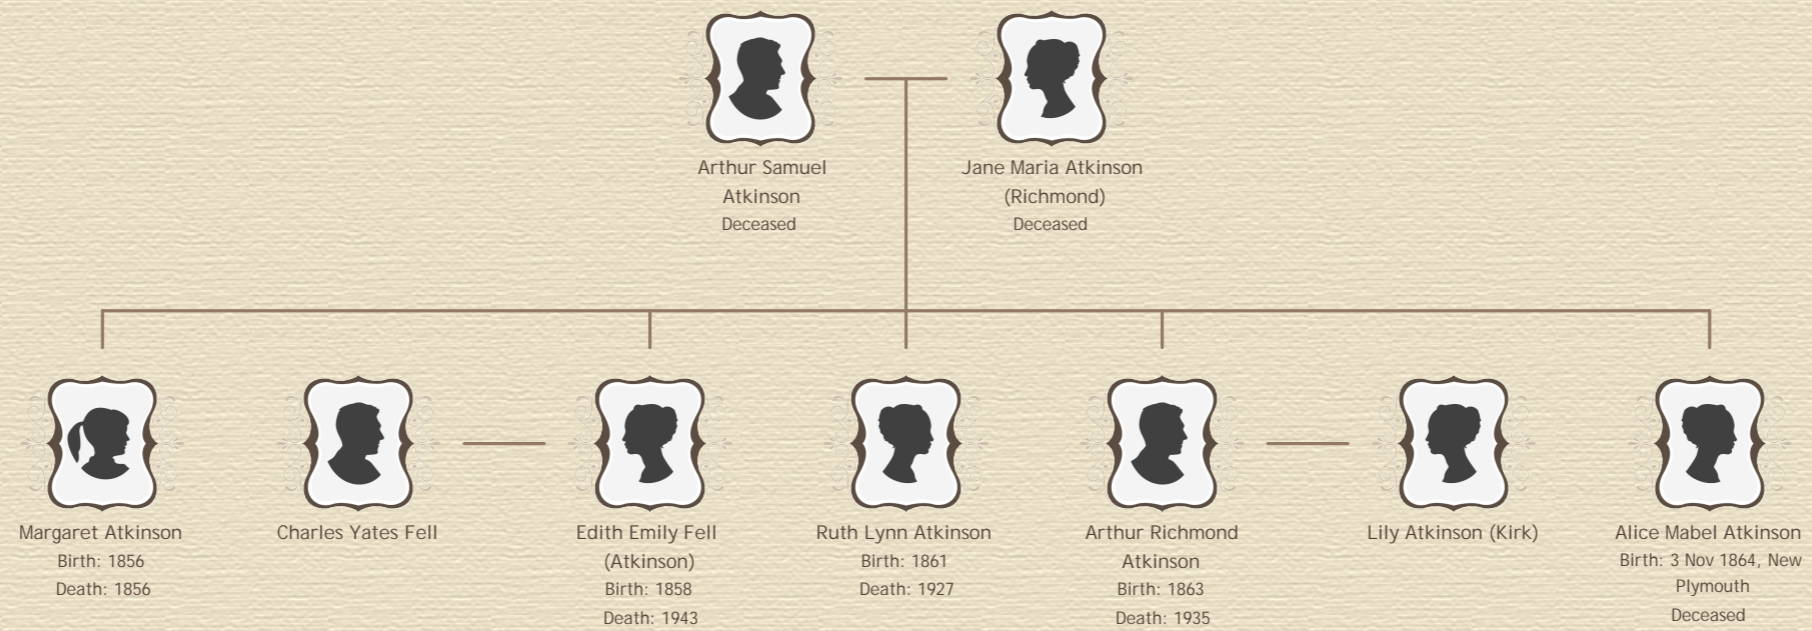 Arthur Samuel
Atkinson
Deceased
Jane Maria Atkinson
(Richmond)
Deceased
Margaret Atkinson
Birth: 1856
Death: 1856
Charles Yates Fell
Edith Emily Fell
(Atkinson)
Birth: 1858
Death: 1943
Ruth Lynn Atkinson
Birth: 1861
Death: 1927
Arthur Richmond
Atkinson
Birth: 1863
Death: 1935
Lily Atkinson (Kirk)
Alice Mabel Atkinson
Birth: 3 Nov 1864, New
Plymouth
Deceased